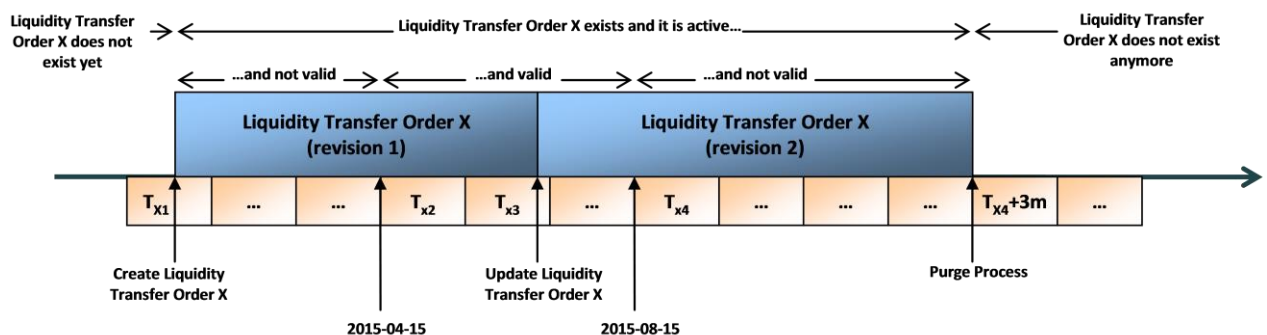 Liquidity Transfer
Order X does not
exist yet
Liquidity Transfer Order X exists and it is active...
Liquidity Transfer
Order X does not exist
anymore
...and not valid
...and valid
...and not valid
Liquidity Transfer Order X
(revision 1)
Liquidity Transfer Order X
(revision 2)
TX1
...
...
Tx2
Tx3
...
Tx4
...
...
...
TX4+3m
...
Create Liquidity
Transfer Order X
Update Liquidity
Transfer Order X
Purge Process
2015-04-15
2015-08-15